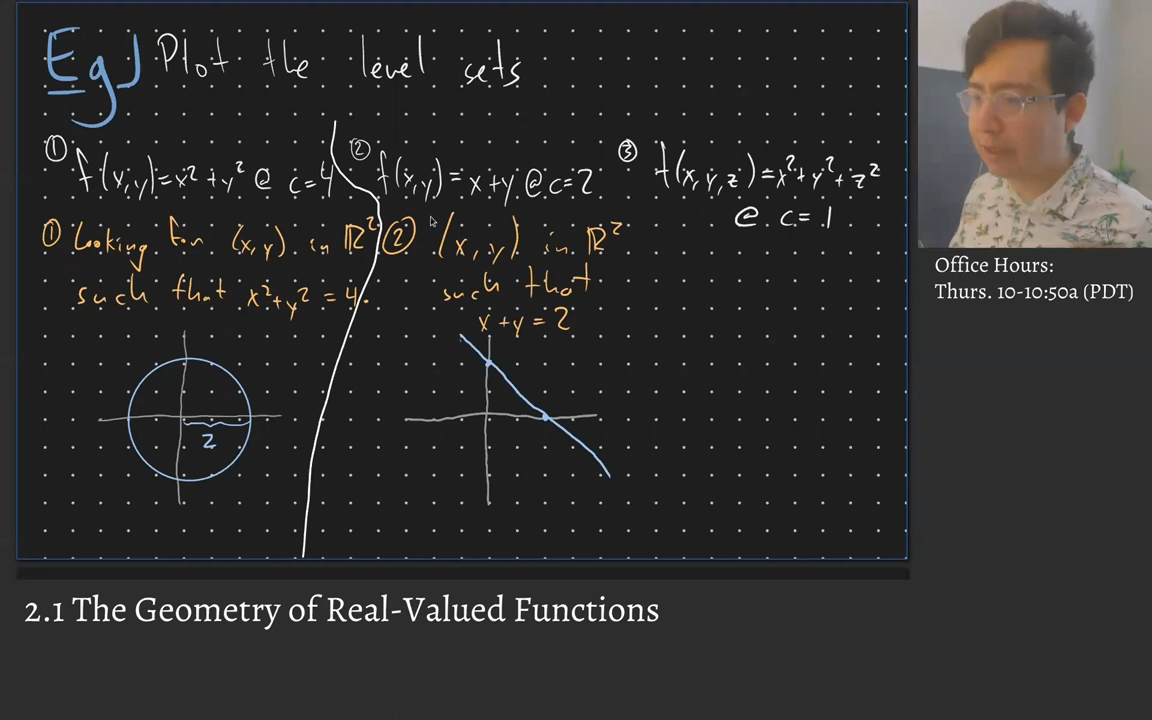 Eg) Plot the level sets
① f(x,y)=x²+y² @ c=4
② f(x,y)=x+y @ c=2
③ f(x,y,z)=x²+y²+z²
@ c=1
① Looking for (x,y) in ℝ²
such that x²+y²=4.
② (x,y) in ℝ²
such that
x+y=2
2
Office Hours:
Thurs. 10-10:50a (PDT)
2.1 The Geometry of Real-Valued Functions